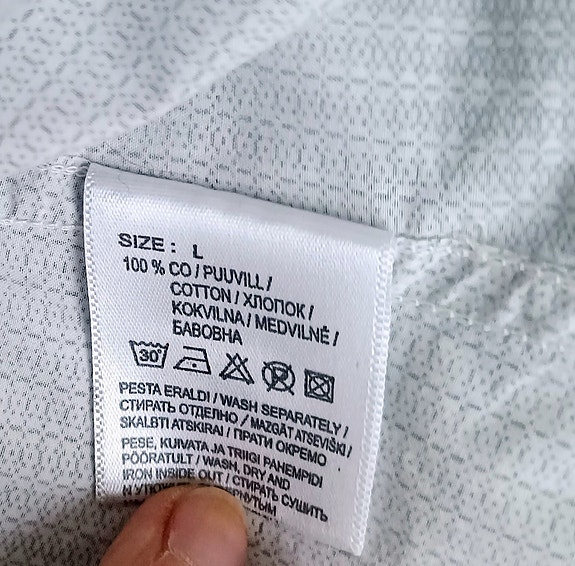 SIZE : L
100 % CO / PUUVILL /
COTTON / ХЛОПОК /
KOKVILNA / MEDVILNĖ /
БАВОВНА
30°
P
PESTA ERALDI / WASH SEPARATELY /
СТИРАТЬ ОТДЕЛЬНО / MAZGĀT ATSEVIŠĶI /
SKALBTI ATSKIRAI / ПРАТИ ОКРЕМО
PESE, KUIVATA JA TRIIGI PAHEMPIDI
PÖÖRATULT / WASH, DRY AND
IRON INSIDE OUT / СТИРАТЬ СУШИТЬ